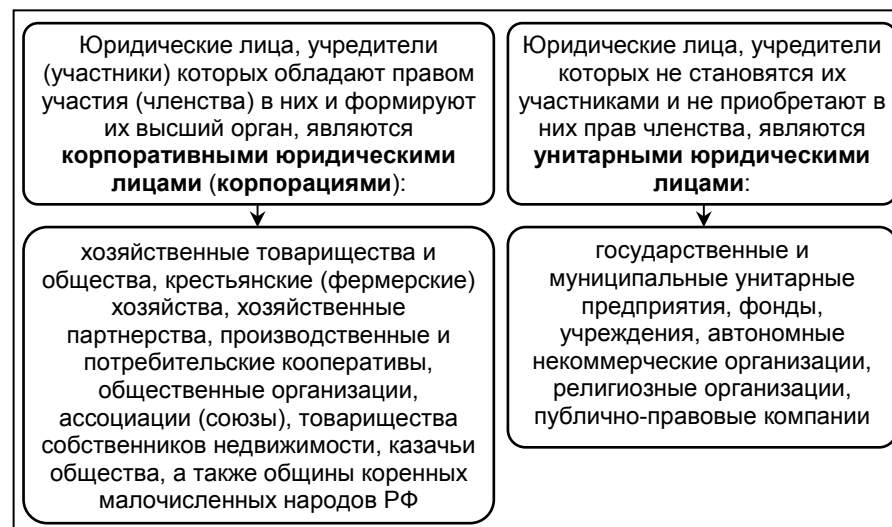 Юридические лица, учредители
(участники) которых обладают правом
участия (членства) в них и формируют
их высший орган, являются
корпоративными юридическими
лицами (корпорациями):
хозяйственные товарищества и
общества, крестьянские (фермерские)
хозяйства, хозяйственные
партнерства, производственные и
потребительские кооперативы,
общественные организации,
ассоциации (союзы), товарищества
собственников недвижимости, казачьи
общества, а также общины коренных
малочисленных народов РФ
Юридические лица, учредители
которых не становятся их
участниками и не приобретают в
них прав членства, являются
унитарными юридическими
лицами:
государственные и
муниципальные унитарные
предприятия, фонды,
учреждения, автономные
некоммерческие организации,
религиозные организации,
публично-правовые компании